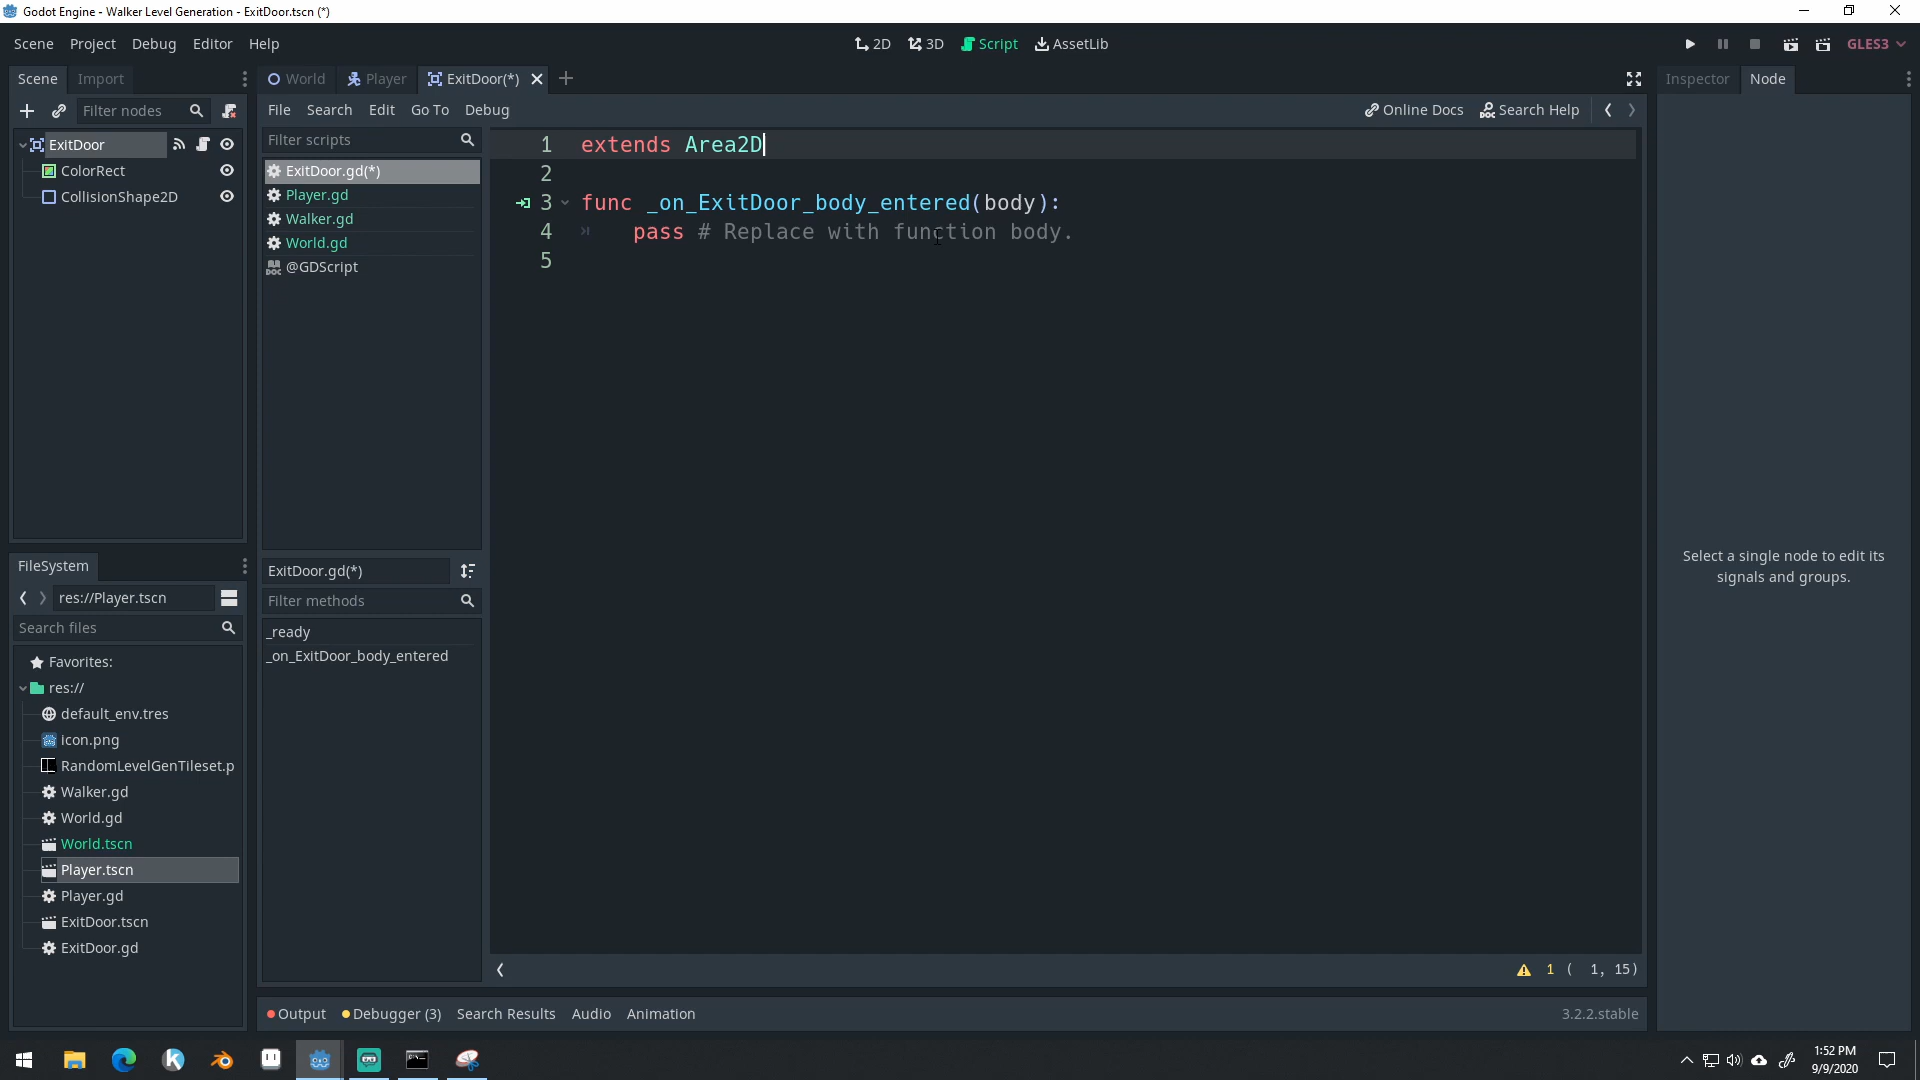 Godot Engine - Walker Level Generation - ExitDoor.tscn (*)
Scene Project Debug Editor Help
2D 3D Script AssetLib
GLES3
Scene Import
World Player ExitDoor(*)
Inspector Node
Filter nodes
File Search Edit Go To Debug
Online Docs Search Help
ExitDoor
ColorRect
CollisionShape2D
Filter scripts
ExitDoor.gd(*)
Player.gd
Walker.gd
World.gd
@GDScript
1 extends Area2D
2
3 func _on_ExitDoor_body_entered(body):
4 pass # Replace with function body.
5
ExitDoor.gd(*)
Filter methods
_ready
_on_ExitDoor_body_entered
Select a single node to edit its
signals and groups.
FileSystem
res://Player.tscn
Search files
Favorites:
res://
default_env.tres
icon.png
RandomLevelGenTileset.p
Walker.gd
World.gd
World.tscn
Player.tscn
Player.gd
ExitDoor.tscn
ExitDoor.gd
1 ( 1, 15)
Output Debugger (3) Search Results Audio Animation
3.2.2.stable
1:52 PM
9/9/2020